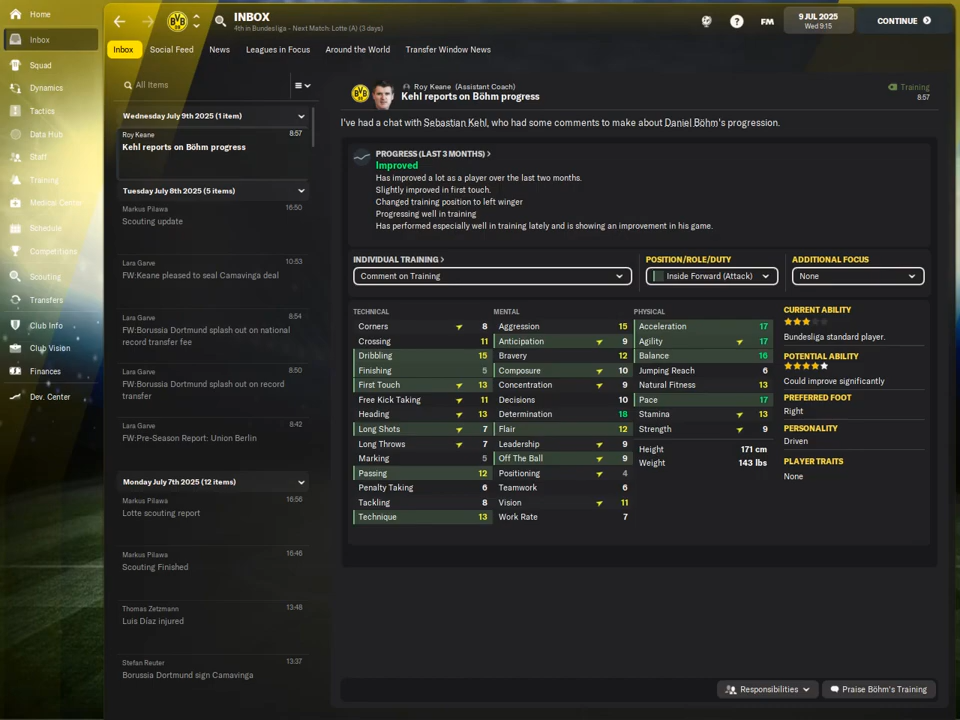 Home
Inbox
Squad
Dynamics
Tactics
Data Hub
Staff
Training
Medical Center
Schedule
Competitions
Scouting
Transfers
Club Info
Club Vision
Finances
Dev. Center
BVB 09
INBOX
4th in Bundesliga - Next Match: Lotte (A) (3 days)
?
FM
9 JUL 2025
Wed 9:15
CONTINUE
Inbox
Social Feed
News
Leagues in Focus
Around the World
Transfer Window News
All Items
Wednesday July 9th 2025 (1 item)
Roy Keane
8:57
Kehl reports on Böhm progress
Tuesday July 8th 2025 (5 items)
Markus Pilawa
16:50
Scouting update
Lara Garve
10:53
FW:Keane pleased to seal Camavinga deal
Lara Garve
8:54
FW:Borussia Dortmund splash out on national
record transfer fee
Lara Garve
8:50
FW:Borussia Dortmund splash out on record
transfer
Lara Garve
8:42
FW:Pre-Season Report: Union Berlin
Monday July 7th 2025 (12 items)
Markus Pilawa
16:56
Lotte scouting report
Markus Pilawa
16:46
Scouting Finished
Thomas Zetzmann
13:48
Luis Díaz injured
Stefan Reuter
13:37
Borussia Dortmund sign Camavinga
BVB 09
Roy Keane (Assistant Coach)
Kehl reports on Böhm progress
Training
8:57
I've had a chat with Sebastian Kehl, who had some comments to make about Daniel Böhm's progression.
PROGRESS (LAST 3 MONTHS)
Improved
Has improved a lot as a player over the last two months.
Slightly improved in first touch.
Changed training position to left winger
Progressing well in training
Has performed especially well in training lately and is showing an improvement in his game.
INDIVIDUAL TRAINING
Comment on Training
POSITION/ROLE/DUTY
Inside Forward (Attack)
ADDITIONAL FOCUS
None
TECHNICAL
Corners 8
Crossing 11
Dribbling 15
Finishing 5
First Touch 13
Free Kick Taking 11
Heading 13
Long Shots 7
Long Throws 7
Marking 5
Passing 12
Penalty Taking 6
Tackling 8
Technique 13
MENTAL
Aggression 15
Anticipation 9
Bravery 12
Composure 10
Concentration 9
Decisions 10
Determination 18
Flair 12
Leadership 9
Off The Ball 9
Positioning 4
Teamwork 6
Vision 11
Work Rate 7
PHYSICAL
Acceleration 17
Agility 17
Balance 16
Jumping Reach 6
Natural Fitness 13
Pace 17
Stamina 13
Strength 9
Height 171 cm
Weight 143 lbs
CURRENT ABILITY
Bundesliga standard player.
POTENTIAL ABILITY
Could improve significantly
PREFERRED FOOT
Right
PERSONALITY
Driven
PLAYER TRAITS
None
Responsibilities
Praise Böhm's Training